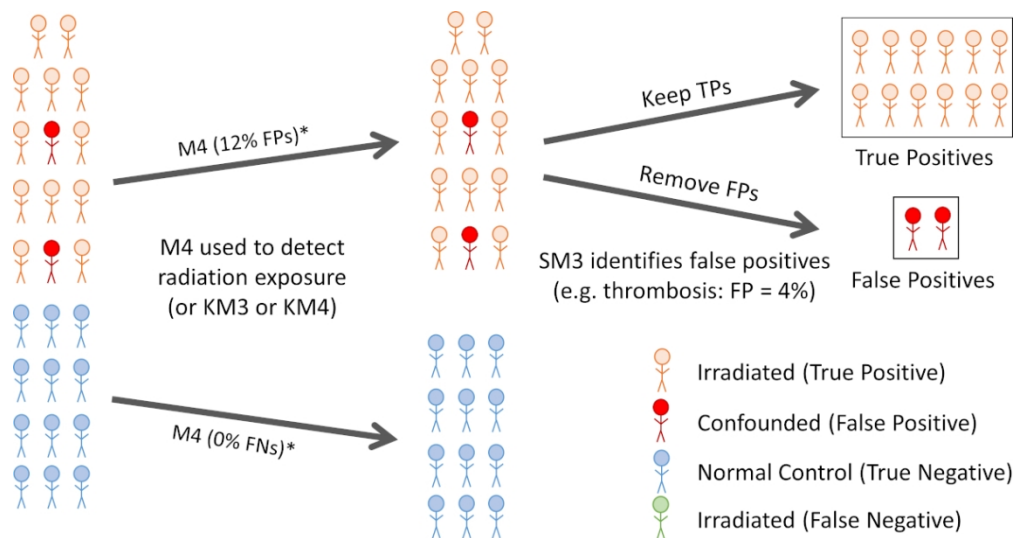 M4 (12% FPs)*
M4 used to detect
radiation exposure
(or KM3 or KM4)
M4 (0% FNs)*
Keep TPs
Remove FPs
SM3 identifies false positives
(e.g. thrombosis: FP = 4%)
True Positives
False Positives
Irradiated (True Positive)
Confounded (False Positive)
Normal Control (True Negative)
Irradiated (False Negative)